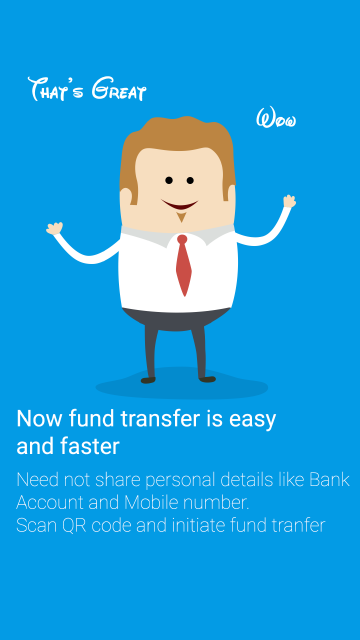 That's Great
Wow
Now fund transfer is easy
and faster
Need not share personal details like Bank
Account and Mobile number.
Scan QR code and initiate fund tranfer